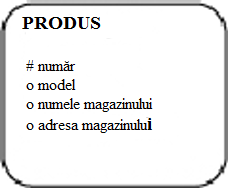 PRODUS
# număr
o model
o numele magazinului
o adresa magazinului